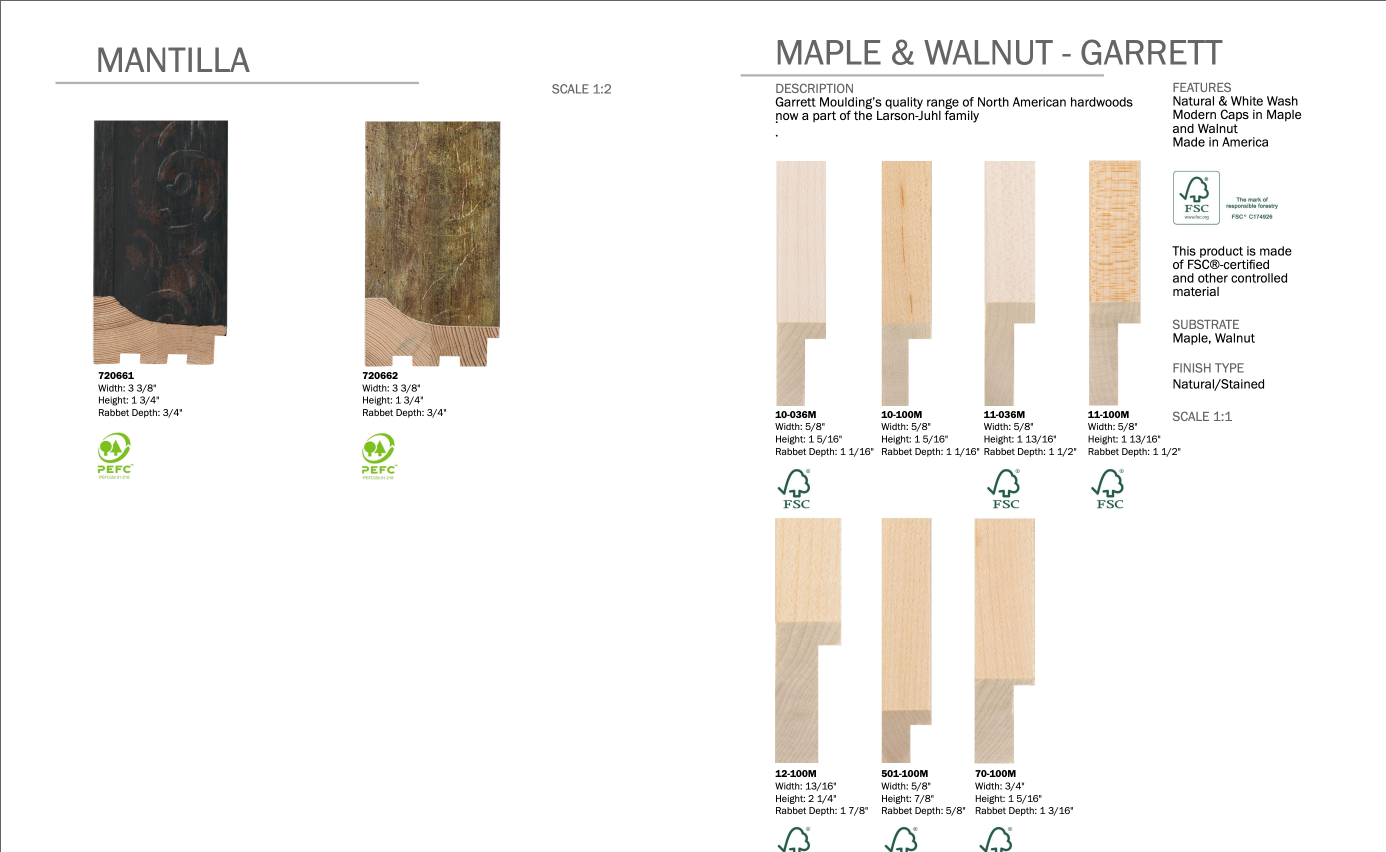 MANTILLA
SCALE 1:2
720661
Width: 3 3/8"
Height: 1 3/4"
Rabbet Depth: 3/4"
PEFC
720662
Width: 3 3/8"
Height: 1 3/4"
Rabbet Depth: 3/4"
PEFC
MAPLE & WALNUT - GARRETT
DESCRIPTION
Garrett Moulding's quality range of North American hardwoods
now a part of the Larson-Juhl family
.
.
FEATURES
Natural & White Wash
Modern Caps in Maple
and Walnut
Made in America
®
FSC
www.fsc.org
The mark of
responsible forestry
FSC® C174926
This product is made
of FSC®-certified
and other controlled
material
SUBSTRATE
Maple, Walnut
FINISH TYPE
Natural/Stained
SCALE 1:1
10-036M
Width: 5/8"
Height: 1 5/16"
Rabbet Depth: 1 1/16"
®
FSC
10-100M
Width: 5/8"
Height: 1 5/16"
Rabbet Depth: 1 1/16"
11-036M
Width: 5/8"
Height: 1 13/16"
Rabbet Depth: 1 1/2"
®
FSC
11-100M
Width: 5/8"
Height: 1 13/16"
Rabbet Depth: 1 1/2"
®
FSC
12-100M
Width: 13/16"
Height: 2 1/4"
Rabbet Depth: 1 7/8"
®
501-100M
Width: 5/8"
Height: 7/8"
Rabbet Depth: 5/8"
®
70-100M
Width: 3/4"
Height: 1 5/16"
Rabbet Depth: 1 3/16"
®